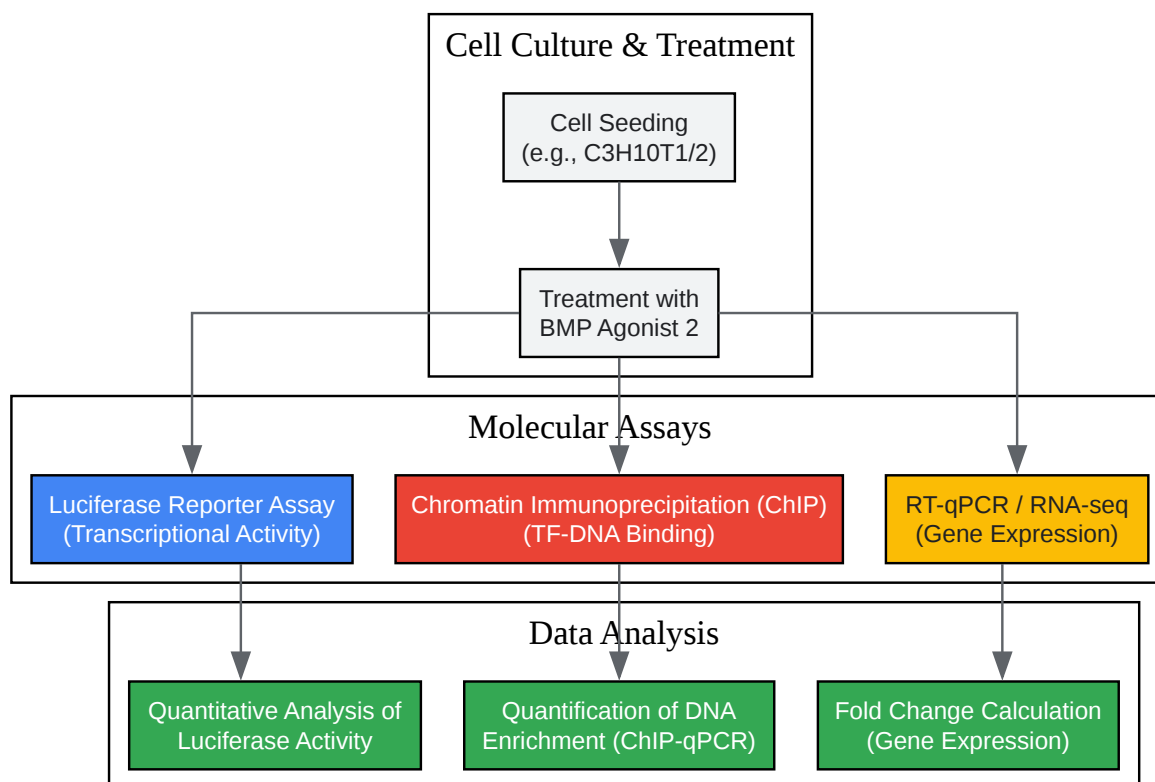 Cell Culture & Treatment
Cell Seeding
(e.g., C3H10T1/2)
Treatment with
BMP Agonist 2
Molecular Assays
Luciferase Reporter Assay
(Transcriptional Activity)
Chromatin Immunoprecipitation (ChIP)
(TF-DNA Binding)
RT-qPCR / RNA-seq
(Gene Expression)
Data Analysis
Quantitative Analysis of
Luciferase Activity
Quantification of DNA
Enrichment (ChIP-qPCR)
Fold Change Calculation
(Gene Expression)